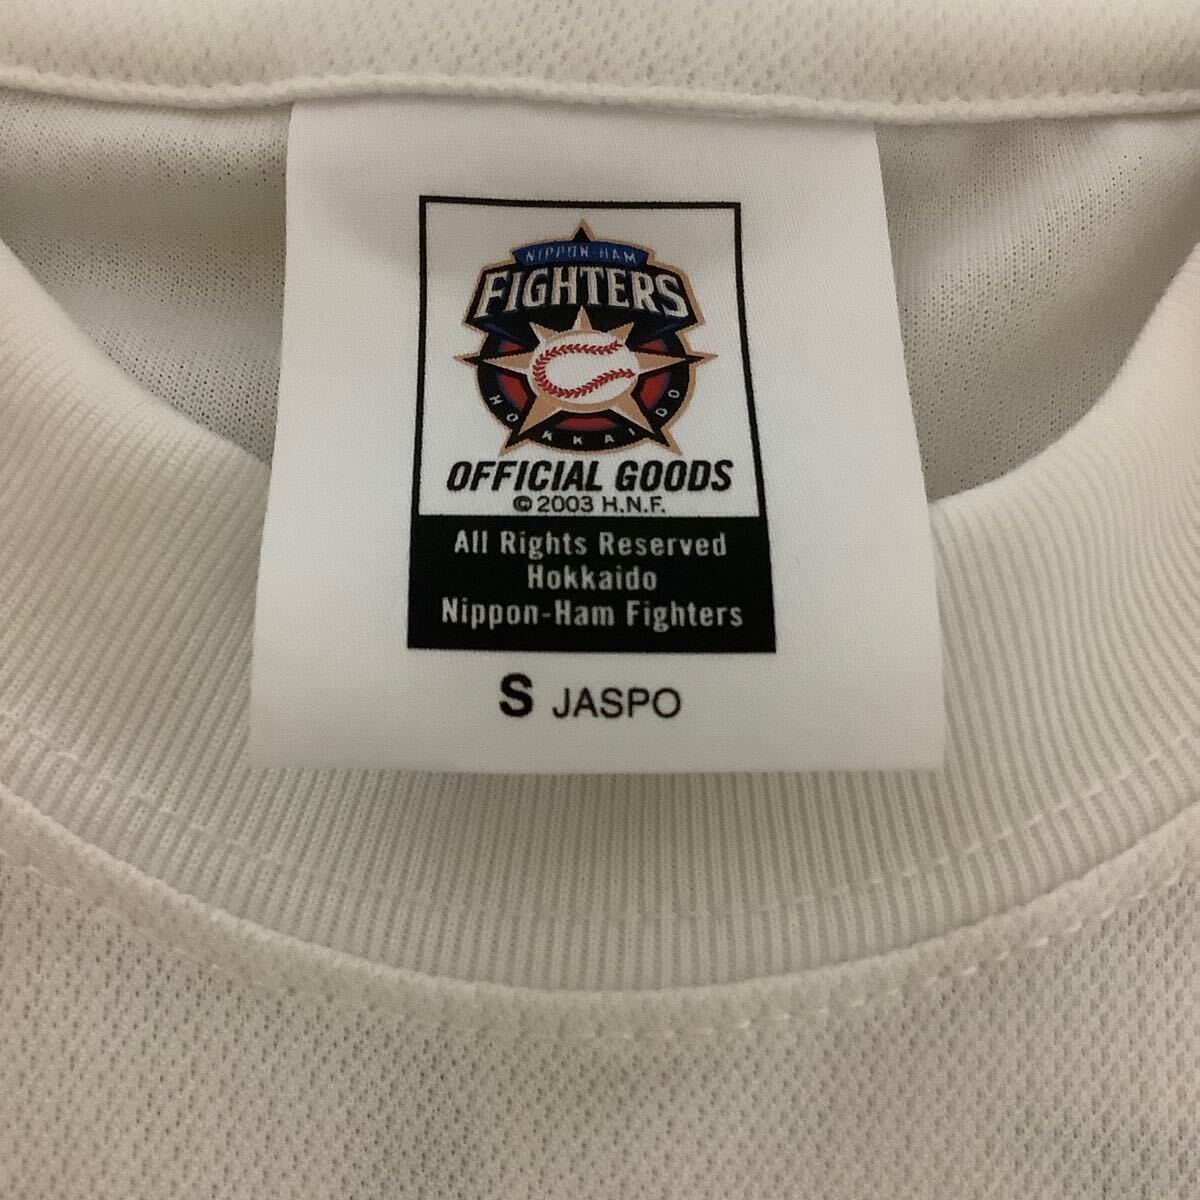 NIPPON-HAM
FIGHTERS
HOKKAIDO
OFFICIAL GOODS
© 2003 H.N.F.
All Rights Reserved
Hokkaido
Nippon-Ham Fighters
S JASPO